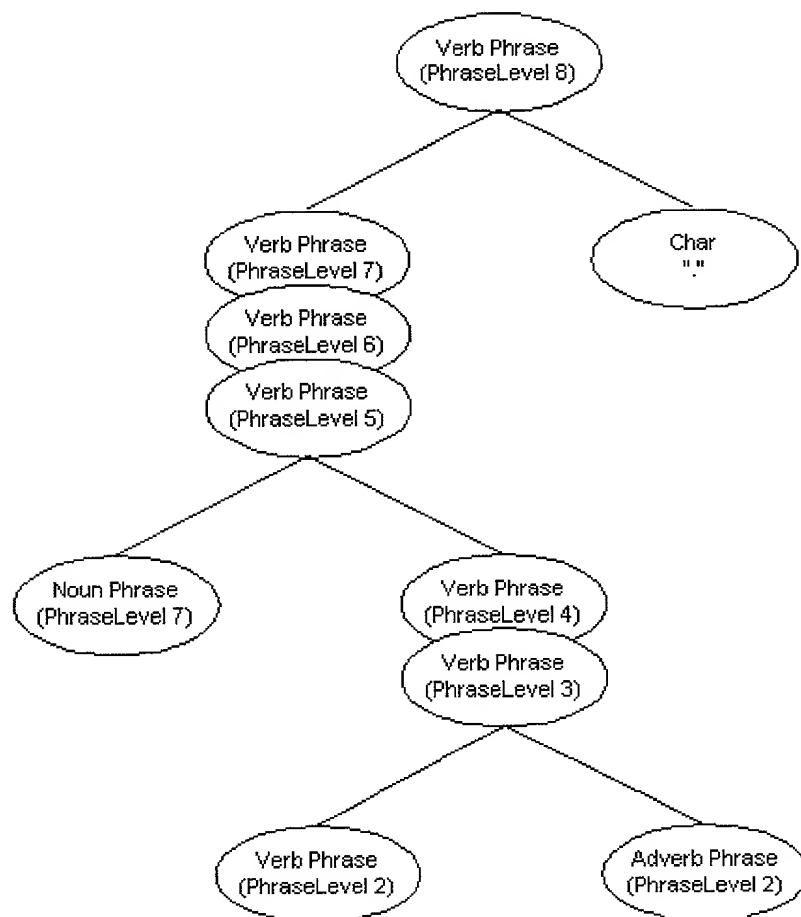 Verb Phrase
(PhraseLevel 8)
Verb Phrase
(PhraseLevel 7)
Char
"."
Verb Phrase
(PhraseLevel 6)
Verb Phrase
(PhraseLevel 5)
Noun Phrase
(PhraseLevel 7)
Verb Phrase
(PhraseLevel 4)
Verb Phrase
(PhraseLevel 3)
Verb Phrase
(PhraseLevel 2)
Adverb Phrase
(PhraseLevel 2)